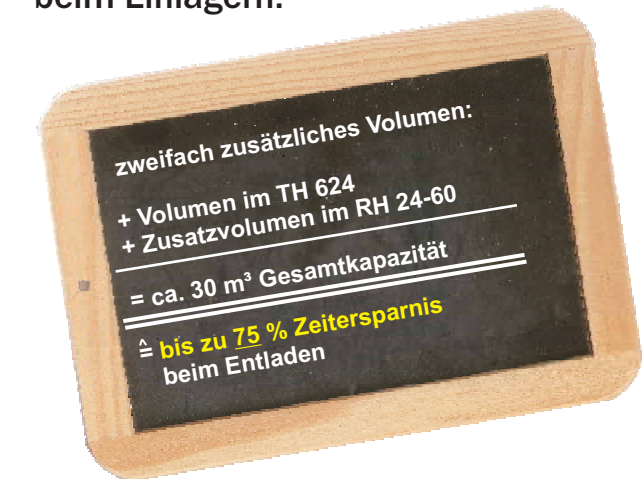 beim Einlagern.
zweifach zusätzliches Volumen:
+ Volumen im TH 624
+ Zusatzvolumen im RH 24-60
= ca. 30 m³ Gesamtkapazität
≙ bis zu 75 % Zeitersparnis
beim Entladen